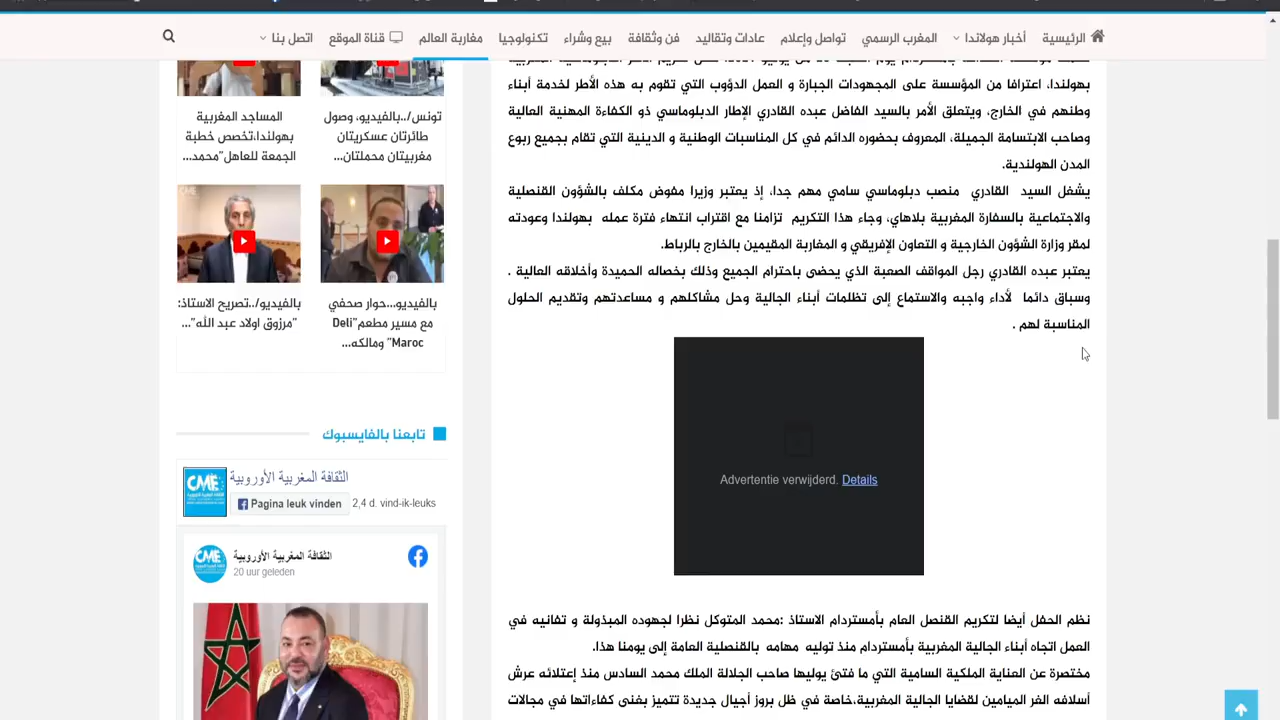 الرئيسية
أخبار هولاندا
المغرب الرسمي
تواصل وإعلام
عادات وتقاليد
فن وثقافة
بيع وشراء
تكنولوجيا
مغاربة العالم
قناة الموقع
اتصل بنا
بهولندا، اعترافا من المؤسسة على المجهودات الجبارة و العمل الدؤوب التي تقوم به هذه الأطر لخدمة أبناء
وطنهم في الخارج، ويتعلق الأمر بالسيد الفاضل عبده القادري الإطار الدبلوماسي ذو الكفاءة المهنية العالية
وصاحب الابتسامة الجميلة، المعروف بحضوره الدائم في كل المناسبات الوطنية و الدينية التي تقام بجميع ربوع
المدن الهولندية.
يشغل السيد القادري منصب دبلوماسي سامي مهم جدا، إذ يعتبر وزيرا مفوض مكلف بالشؤون القنصلية
والاجتماعية بالسفارة المغربية بلاهاي، وجاء هذا التكريم تزامنا مع اقتراب انتهاء فترة عمله بهولندا وعودته
لمقر وزارة الشؤون الخارجية و التعاون الإفريقي و المغاربة المقيمين بالخارج بالرباط.
يعتبر عبده القادري رجل المواقف الصعبة الذي يحضى باحترام الجميع وذلك بخصاله الحميدة وأخلاقه العالية .
وسباق دائما لأداء واجبه والاستماع إلى تظلمات أبناء الجالية وحل مشاكلهم و مساعدتهم وتقديم الحلول
المناسبة لهم .
Advertentie verwijderd. Details
نظم الحفل أيضا لتكريم القنصل العام بأمستردام الاستاذ :محمد المتوكل نظرا لجهوده المبذولة و تفانيه في
العمل اتجاه أبناء الجالية المغربية بأمستردام منذ توليه مهامه بالقنصلية العامة إلى يومنا هذا.
مختصرة عن العناية الملكية السامية التي ما فتئ يوليها صاحب الجلالة الملك محمد السادس منذ إعتلائه عرش
أسلافه الغر الميامين لقضايا الجالية المغربية،خاصة في ظل بروز أجيال جديدة تتميز بغنى كفاءاتها في مجالات
تونس/..بالفيديو، وصول
طائرتان عسكريتان
مغربيتان محملتان...
المساجد المغربية
بهولندا،تخصص خطبة
الجمعة للعاهل"محمد...
بالفيديو...حوار صحفي
مع مسير مطعم"Deli
Maroc" ومالكه...
بالفيديو/..تصريح الاستاذ:
"مرزوق اولاد عبد الله"...
تابعنا بالفايسبوك
CME
الثقافة المغربية الأوروبية
Pagina leuk vinden
2,4 d. vind-ik-leuks
CME
الثقافة المغربية الأوروبية
20 uur geleden